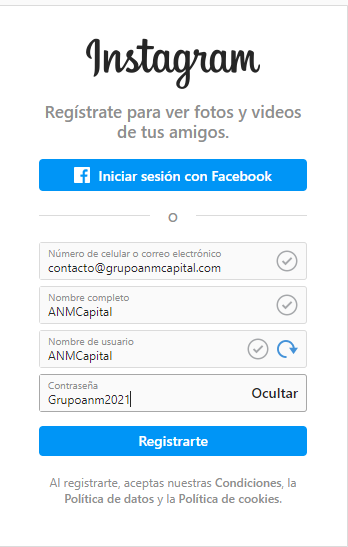 Instagram
Regístrate para ver fotos y videos
de tus amigos.
Iniciar sesión con Facebook
O
Número de celular o correo electrónico
contacto@grupoanmcapital.com
Nombre completo
ANMCapital
Nombre de usuario
ANMCapital
Contraseña
Grupoanm2021
Ocultar
Registrarte
Al registrarte, aceptas nuestras Condiciones, la
Política de datos y la Política de cookies.